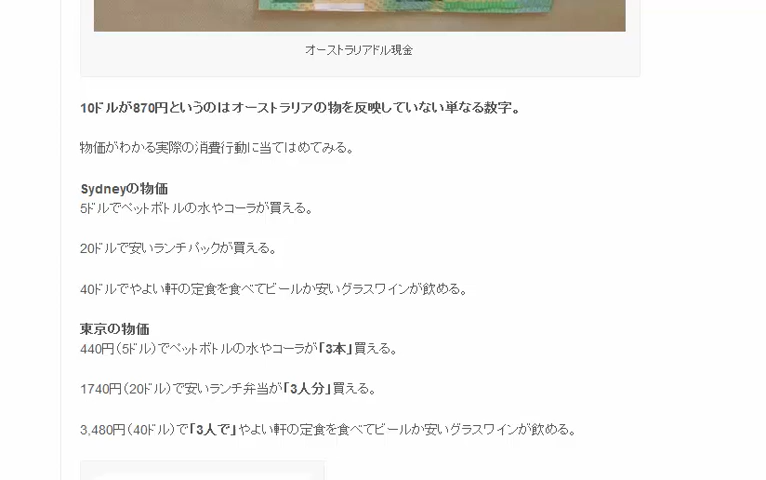 オーストラリアドル現金
10ドルが870円というのはオーストラリアの物を反映していない単なる数字。
物価がわかる実際の消費行動に当てはめてみる。
Sydneyの物価
5ドルでペットボトルの水やコーラが買える。
20ドルで安いランチパックが買える。
40ドルでやよい軒の定食を食べてビールか安いグラスワインが飲める。
東京の物価
440円（5ドル）でペットボトルの水やコーラが「3本」買える。
1740円（20ドル）で安いランチ弁当が「3人分」買える。
3,480円（40ドル）で「3人で」やよい軒の定食を食べてビールか安いグラスワインが飲める。